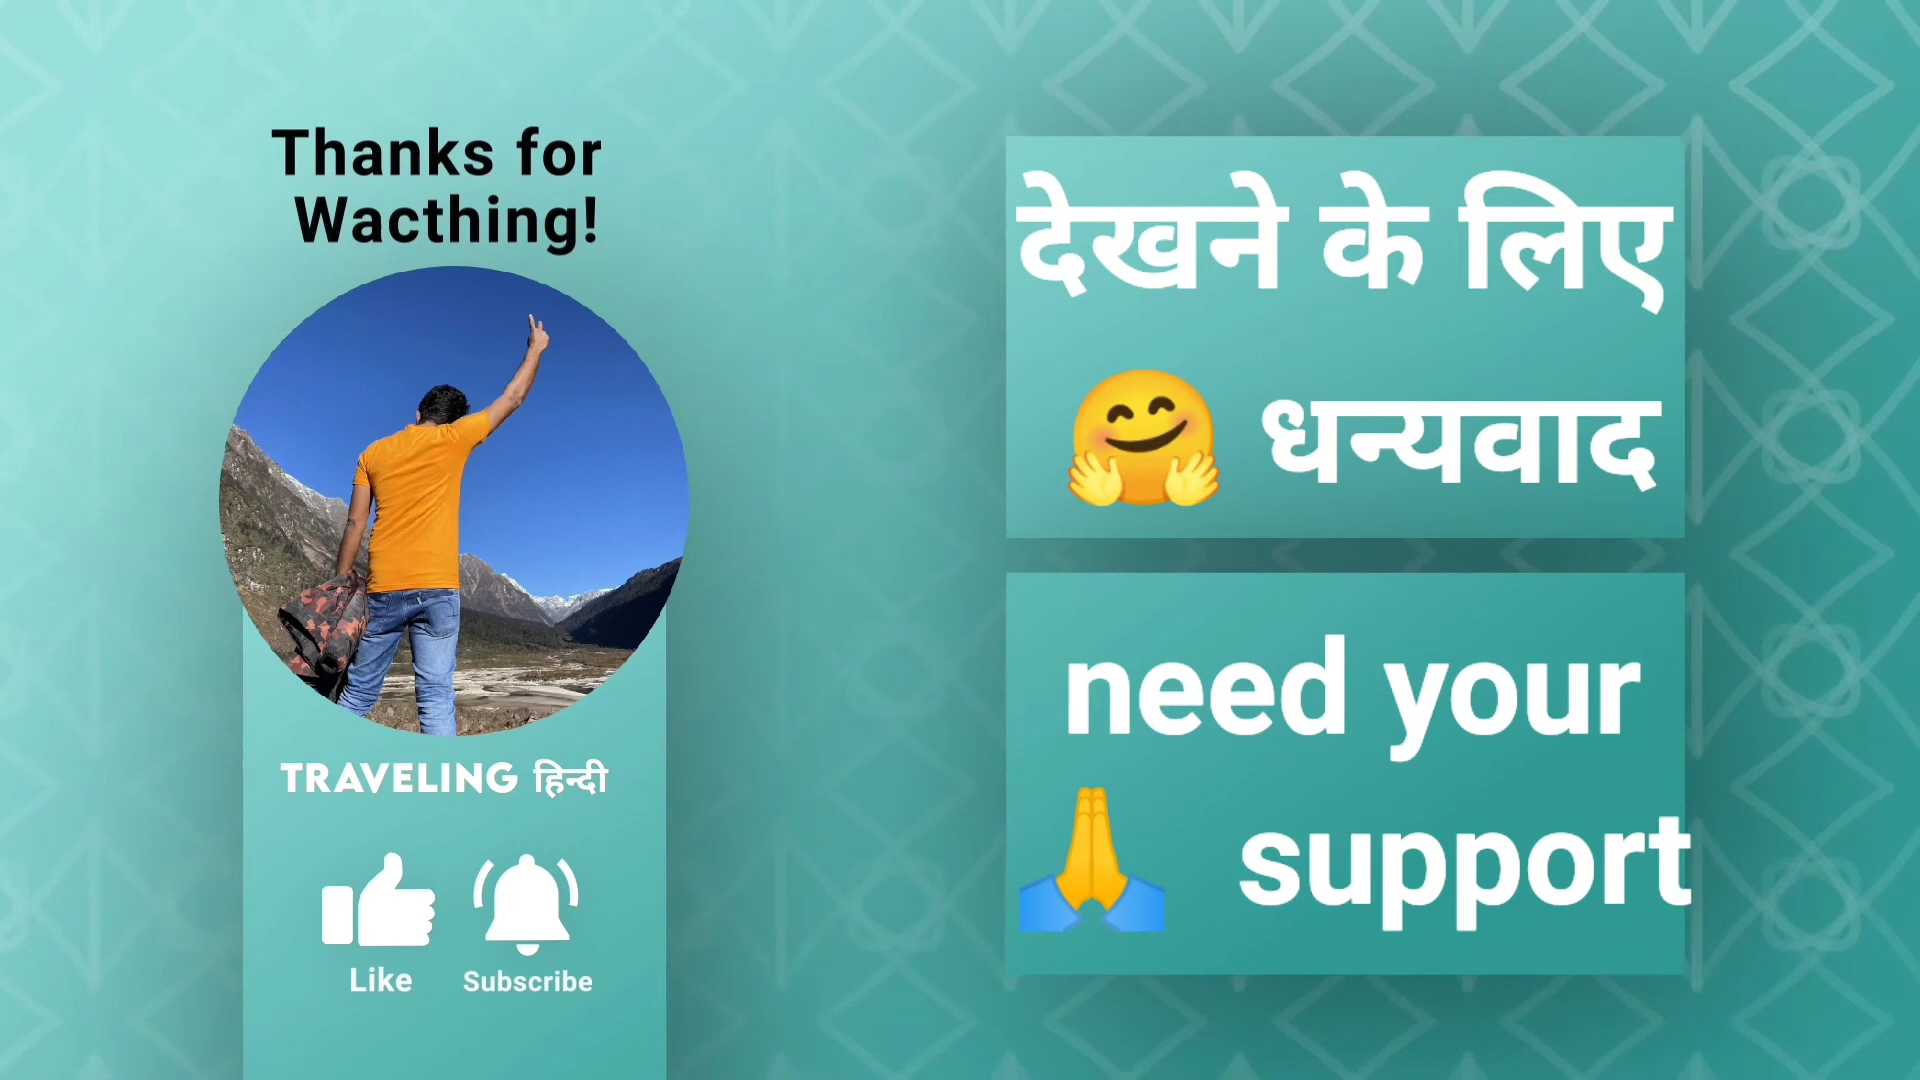 Thanks for
Wacthing!
TRAVELING हिन्दी
Like
Subscribe
देखने के लिए
🤗 धन्यवाद
need your
🙏 support